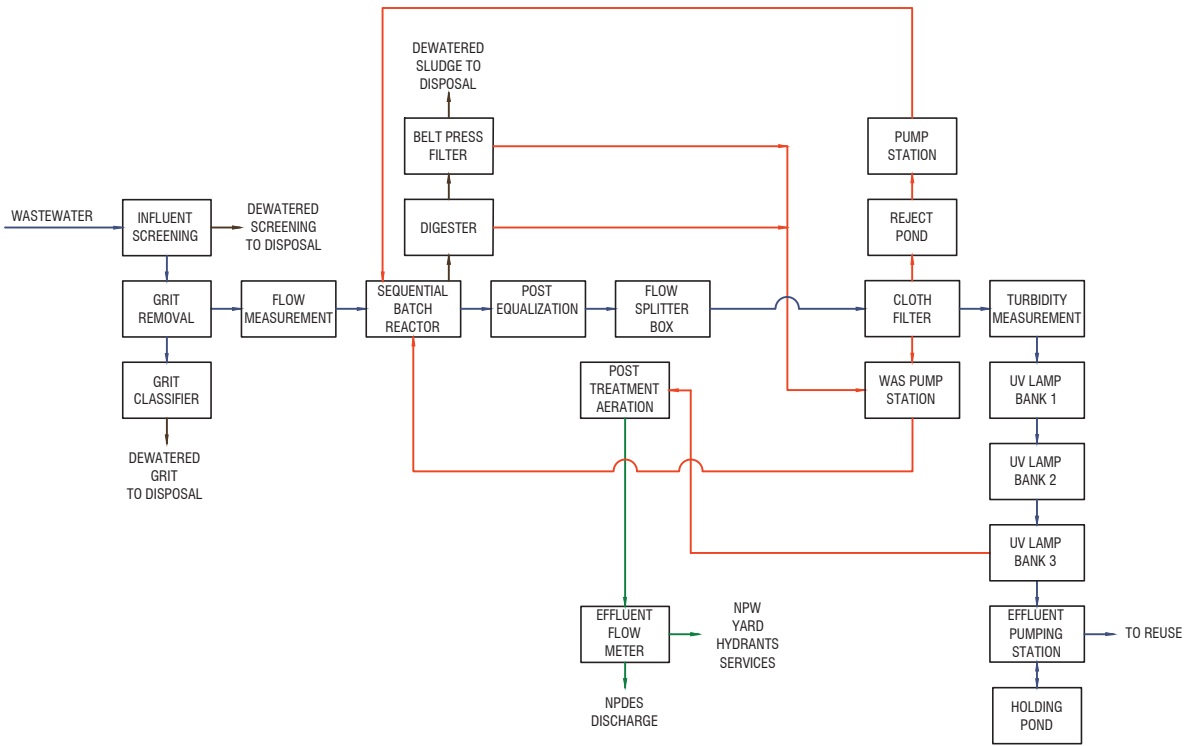 DEWATERED
SLUDGE TO
DISPOSAL
BELT PRESS
FILTER
PUMP
STATION
WASTEWATER
INFLUENT
SCREENING
DEWATERED
SCREENING
TO DISPOSAL
DIGESTER
REJECT
POND
GRIT
REMOVAL
FLOW
MEASUREMENT
SEQUENTIAL
BATCH
REACTOR
POST
EQUALIZATION
FLOW
SPLITTER
BOX
CLOTH
FILTER
TURBIDITY
MEASUREMENT
GRIT
CLASSIFIER
POST
TREATMENT
AERATION
WAS PUMP
STATION
UV LAMP
BANK 1
DEWATERED
GRIT
TO DISPOSAL
UV LAMP
BANK 2
UV LAMP
BANK 3
EFFLUENT
FLOW
METER
NPW
YARD
HYDRANTS
SERVICES
EFFLUENT
PUMPING
STATION
TO REUSE
NPDES
DISCHARGE
HOLDING
POND